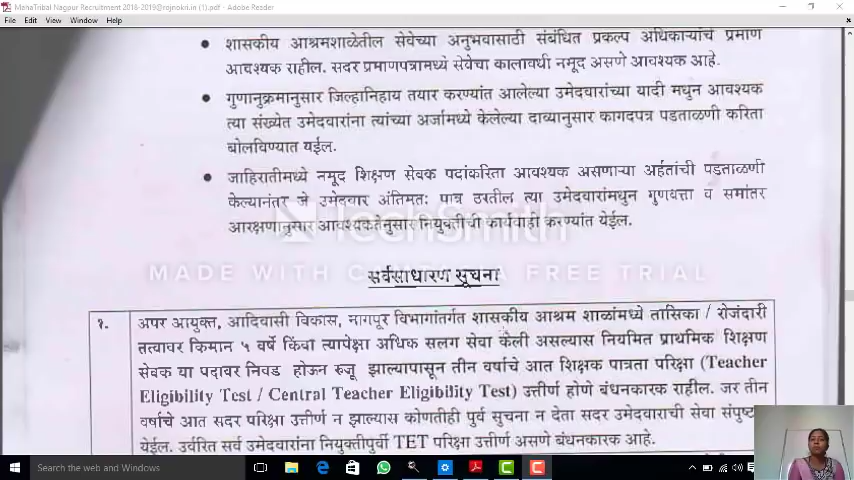 MahaTribal Nagpur Recruitment 2016-2019@rajnokri.in (1).pdf - Adobe Reader
File Edit View Window Help
• शासकीय आश्रमशाळेतील सेवेच्या अनुभवासाठी संबंधित प्रकल्प अधिकाऱ्यांचे प्रमाण
आवश्यक राहील. सदर प्रमाणपत्रामध्ये सेवेचा कालावधी नमूद असणे आवश्यक आहे.
• गुणानुक्रमानुसार जिल्हानिहाय तयार करण्यांत आलेल्या उमेदवारांच्या यादी मधुन आवश्यक
त्या संख्येत उमेदवारांना त्यांच्या अर्जामध्ये केलेल्या दाव्यानुसार कागदपत्र पडताळणी करिता
बोलविण्यात येईल.
• जाहिरातीमध्ये नमूद शिक्षण सेवक पदांकरिता आवश्यक असणाऱ्या अर्हतांची पडताळणी
केल्यानंतर जे उमेदवार अंतिमतः पात्र ठरतील त्या उमेदवारांमधुन गुणवत्ता व समांतर
आरक्षणानुसार आवश्यकतेनुसार नियुक्तीची कार्यवाही करण्यांत येईल.
TechSmith
MADE WITH CAMTASIA FREE TRIAL
सर्वसाधारण सूचना
१. अपर आयुक्त, आदिवासी विकास, नागपूर विभागांतर्गत शासकीय आश्रम शाळांमध्ये तासिका / रोजंदारी
तत्वावर किमान ५ वर्षे किंवा त्यापेक्षा अधिक सलग सेवा केली असल्यास नियमित प्राथमिक शिक्षण
सेवक या पदावर निवड होऊन रुजू झाल्यापासून तीन वर्षाचे आत शिक्षक पात्रता परिक्षा (Teacher
Eligibility Test / Central Teacher Eligibility Test) उत्तीर्ण होणे बंधनकारक राहील. जर तीन
वर्षाचे आत सदर परिक्षा उत्तीर्ण न झाल्यास कोणतीही पुर्व सूचना न देता सदर उमेदवाराची सेवा संपुष्ट
येईल. उर्वरित सर्व उमेदवारांना नियुक्तीपुर्वी TET परिक्षा उत्तीर्ण असणे बंधनकारक आहे.
Search the web and Windows